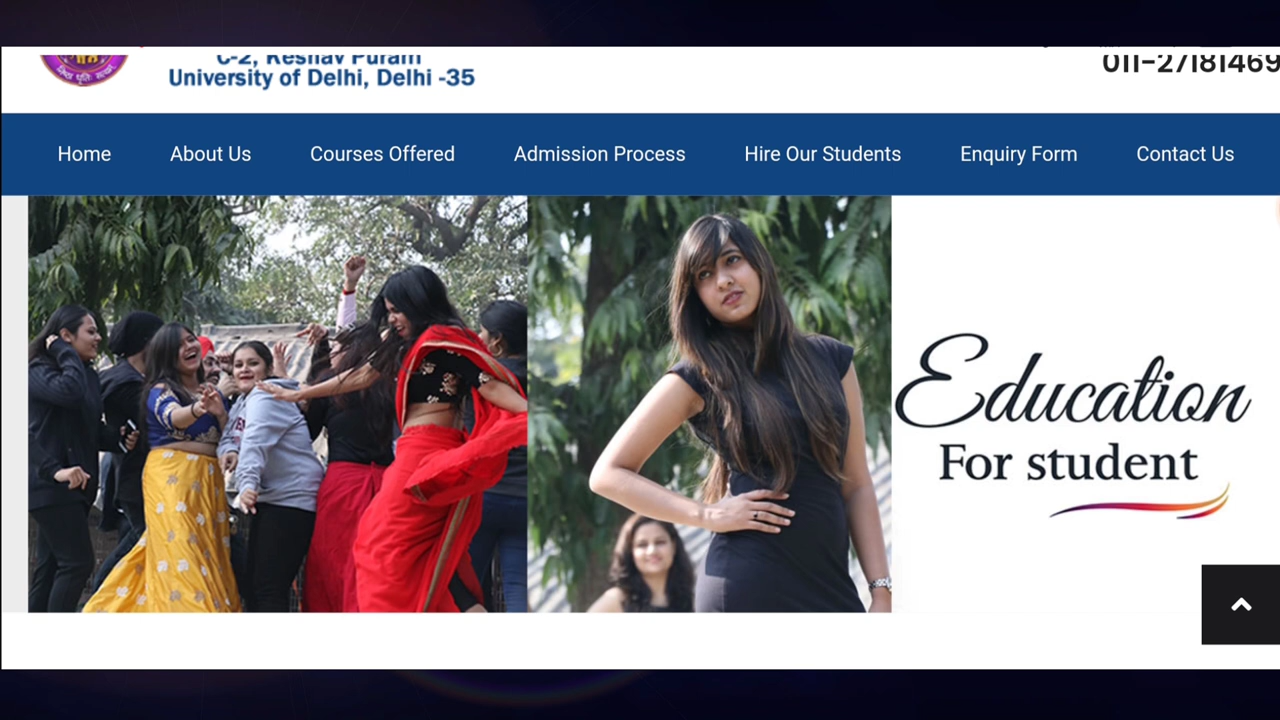 C-2, Keshav Puram
University of Delhi, Delhi -35
011-27181469
Home
About Us
Courses Offered
Admission Process
Hire Our Students
Enquiry Form
Contact Us
Education
For student